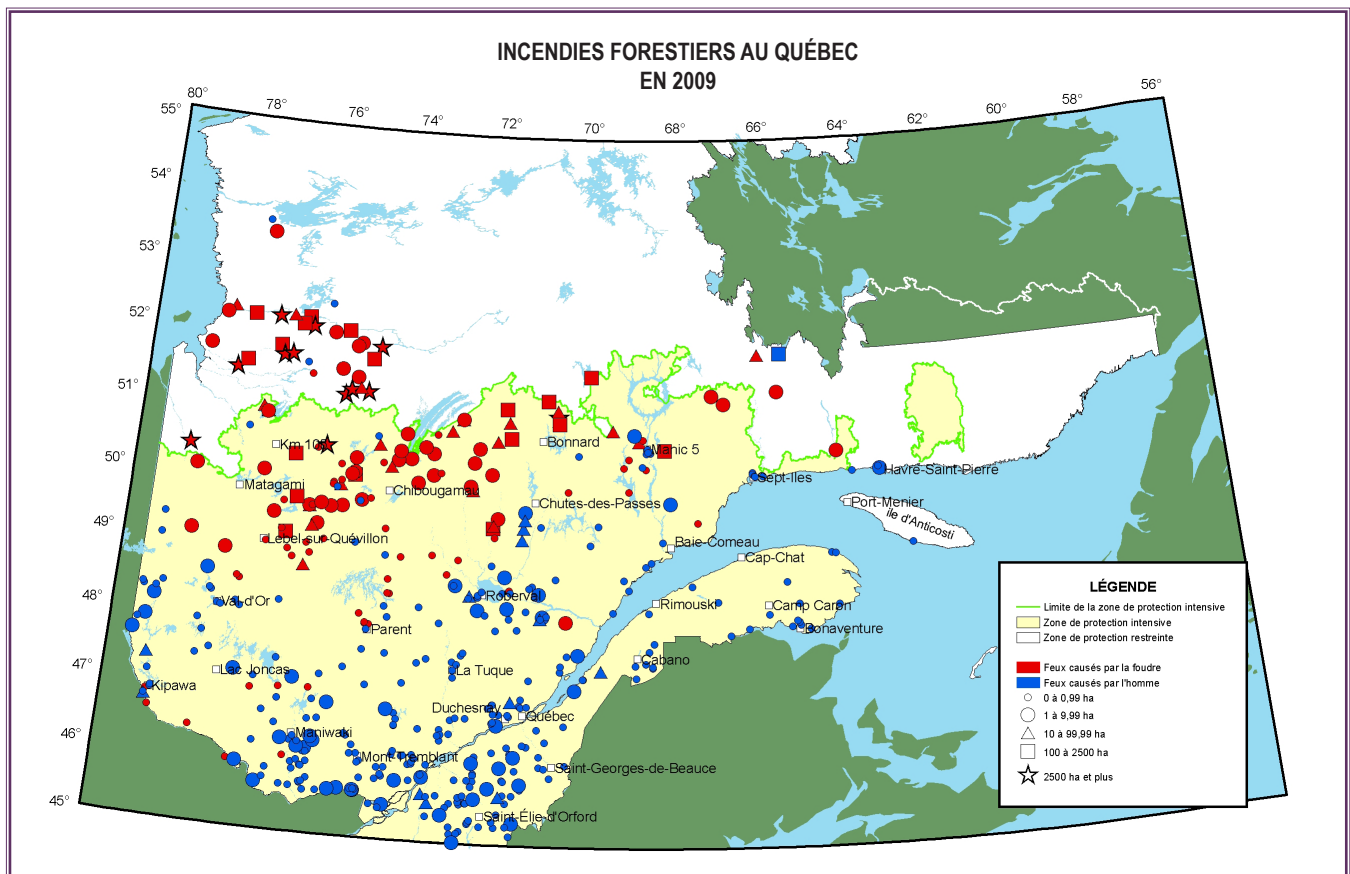 INCENDIES FORESTIERS AU QUÉBEC
EN 2009
80°
78°
76°
74°
72°
70°
68°
66°
64°
62°
60°
58°
56°
55°
54°
53°
52°
51°
50°
49°
48°
47°
46°
45°
Km 105
Bonnard
Manic 5
Matagami
Chibougamau
Chutes-des-Passes
Sept-Iles
Havre-Saint-Pierre
Port-Menier
île d'Anticosti
Lebel-sur-Quévillon
Baie-Comeau
Cap-Chat
Val-d'Or
Roberval
Rimouski
Camp Caron
Bonaventure
Parent
Lac Joncas
La Tuque
Cabano
Kipawa
Duchesnay
Québec
Maniwaki
Mont-Tremblant
Saint-Georges-de-Beauce
Saint-Élie-d'Orford
LÉGENDE
Limite de la zone de protection intensive
Zone de protection intensive
Zone de protection restreinte
Feux causés par la foudre
Feux causés par l'homme
0 à 0,99 ha
1 à 9,99 ha
10 à 99,99 ha
100 à 2500 ha
2500 ha et plus